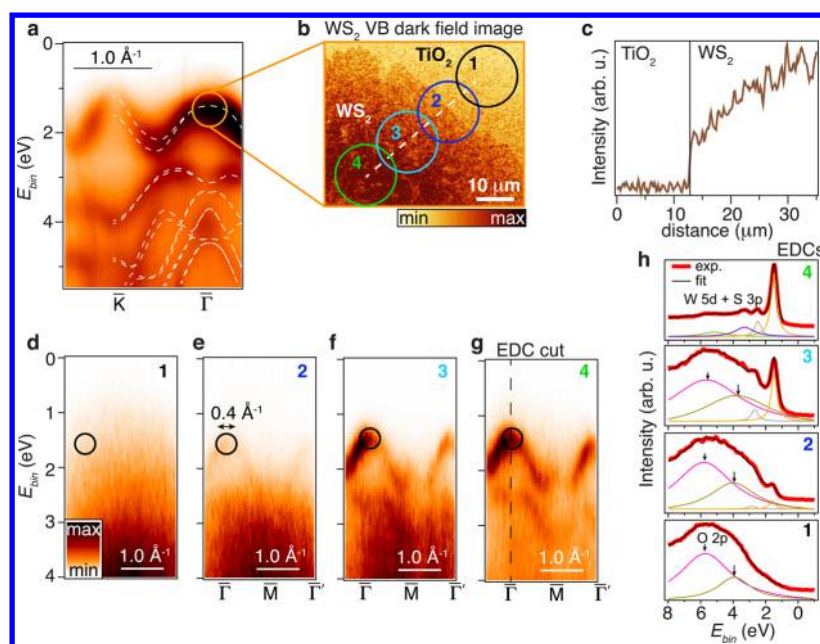 a
1.0 Å⁻¹
0
2
4
E_bin (eV)
K̅
Γ̅
b WS₂ VB dark field image
TiO₂
1
2
WS₂
3
4
10 μm
min max
c
TiO₂ WS₂
Intensity (arb. u.)
0 10 20 30
distance (μm)
d
1
0
1
2
3
4
E_bin (eV)
max
min
1.0 Å⁻¹
e
2
0.4 Å⁻¹
1.0 Å⁻¹
Γ̅ M̅ Γ̅'
f
3
1.0 Å⁻¹
Γ̅ M̅
g EDC cut
4
1.0 Å⁻¹
Γ̅ M̅ Γ̅'
h EDCs
exp.
fit
4
W 5d + S 3p
3
2
1
O 2p
Intensity (arb. u.)
8 6 4 2 0
E_bin (eV)